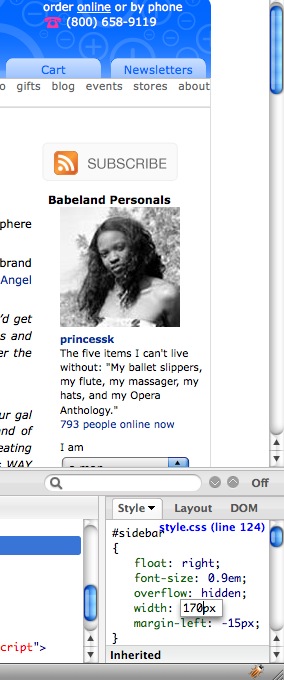 order online or by phone
(800) 658-9119
Cart
Newsletters
gifts blog events stores about
SUBSCRIBE
Babeland Personals
phere
brand
Angel
'd get
s and
er the
princessk
The five items I can't live
without: "My ballet slippers,
my flute, my massager, my
hats, and my Opera
Anthology."
793 people online now
I am
ur gal
nd of
eating
s WAY
Off
Style
Layout
DOM
style.css (line 124)
#sidebar
{
float: right;
font-size: 0.9em;
overflow: hidden;
width: 170px
margin-left: -15px;
}
Inherited
cript">